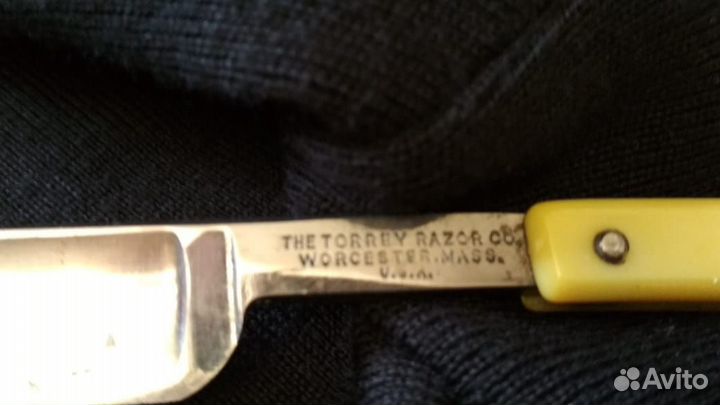 THE TORREY RAZOR CO.
WORCESTER. MASS.
U.S.A.
Avito